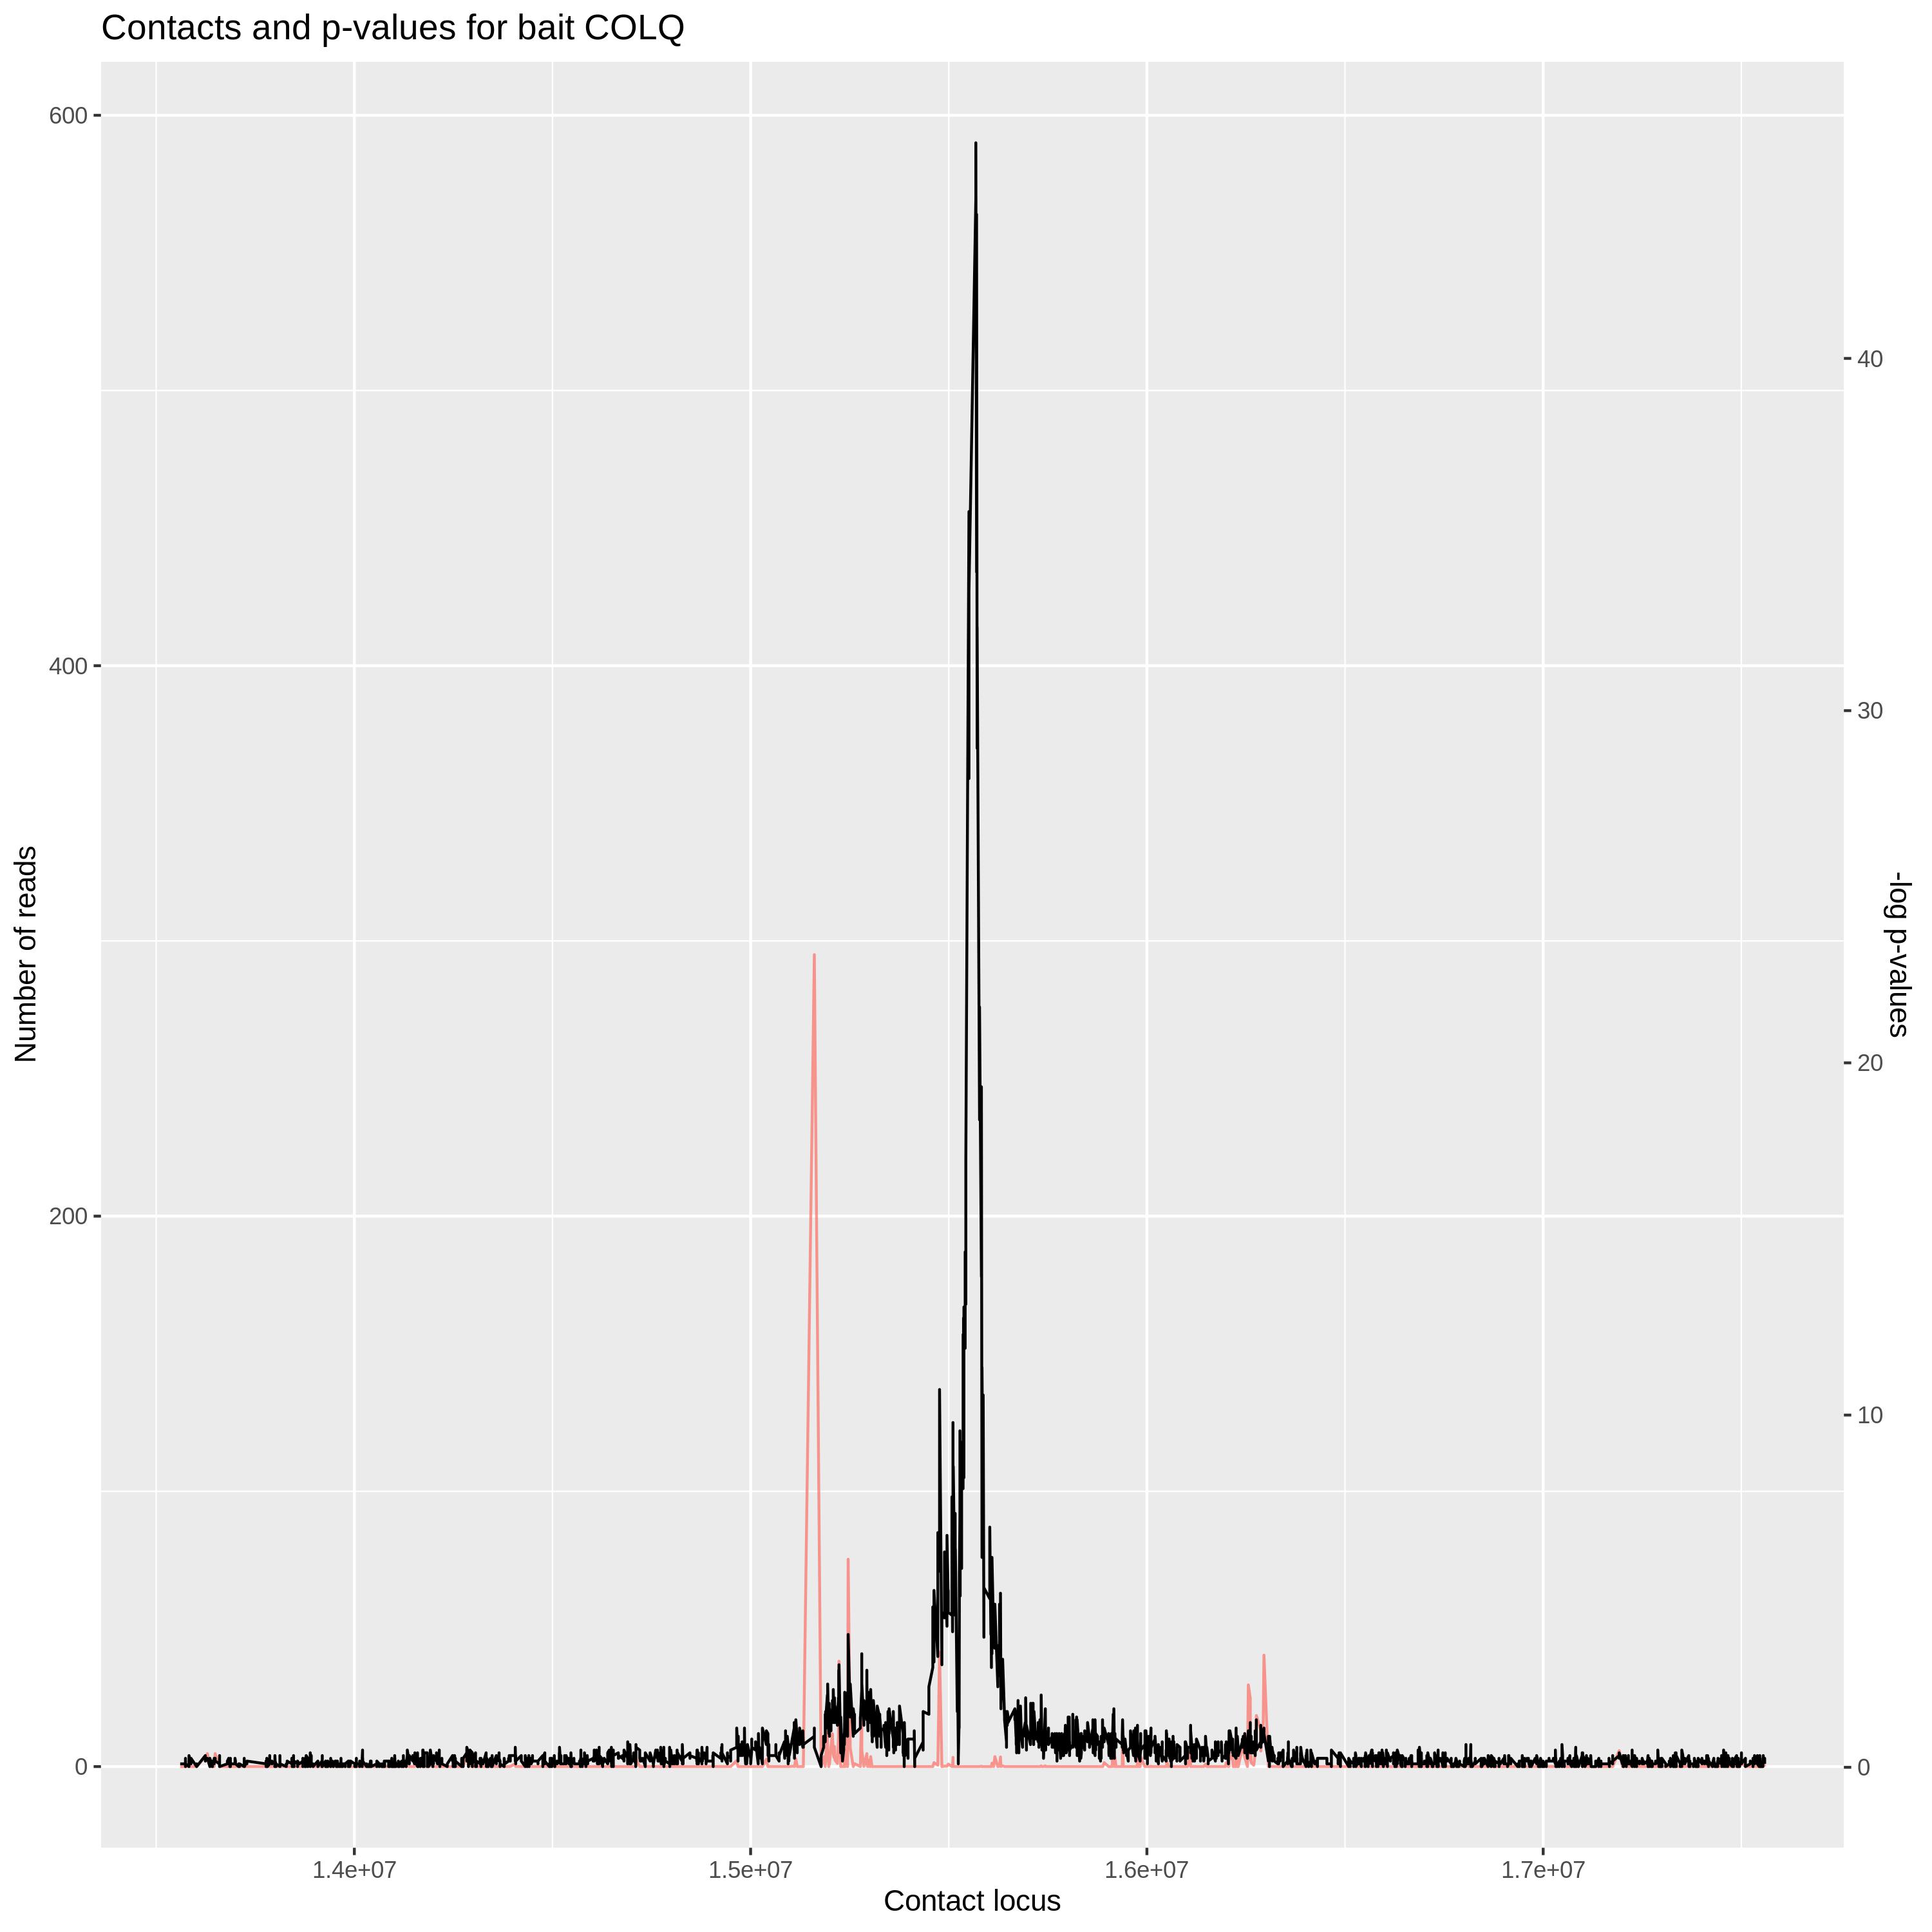 Contacts and p-values for bait COLQ
600
400
200
0
Number of reads
40
30
20
10
0
-log p-values
1.4e+07
1.5e+07
1.6e+07
1.7e+07
Contact locus